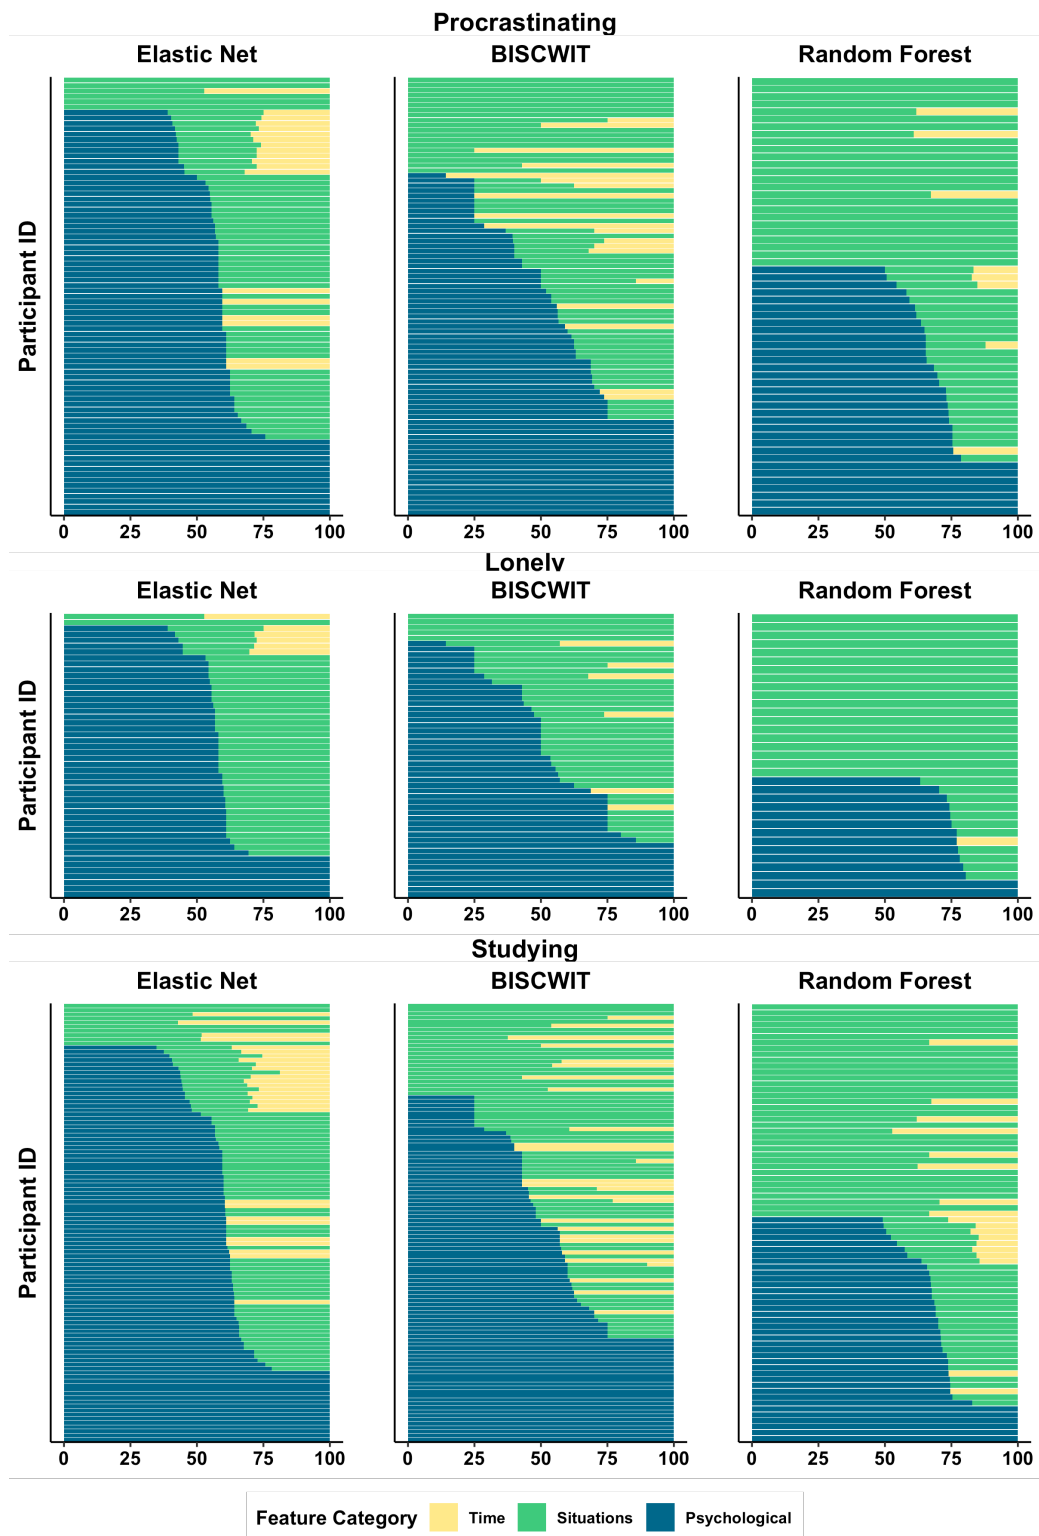 Procrastinating
Elastic Net BISCWIT Random Forest
Participant ID
0 25 50 75 100 0 25 50 75 100 0 25 50 75 100
Lonely
Elastic Net BISCWIT Random Forest
Participant ID
0 25 50 75 100 0 25 50 75 100 0 25 50 75 100
Studying
Elastic Net BISCWIT Random Forest
Participant ID
0 25 50 75 100 0 25 50 75 100 0 25 50 75 100
Feature Category Time Situations Psychological